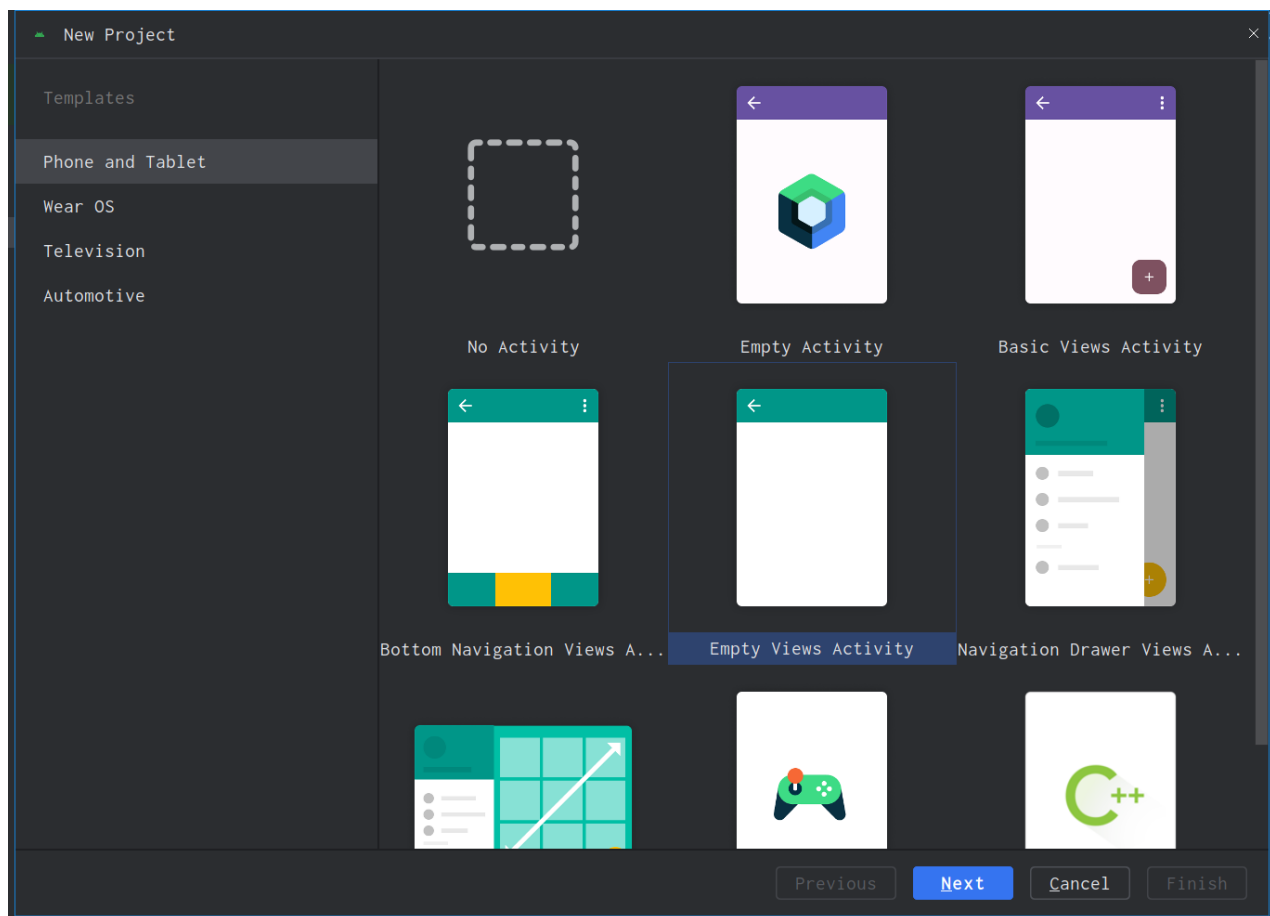 New Project
Templates
Phone and Tablet
Wear OS
Television
Automotive
No Activity
Empty Activity
Basic Views Activity
Bottom Navigation Views A...
Empty Views Activity
Navigation Drawer Views A...
C++
Previous
Next
Cancel
Finish